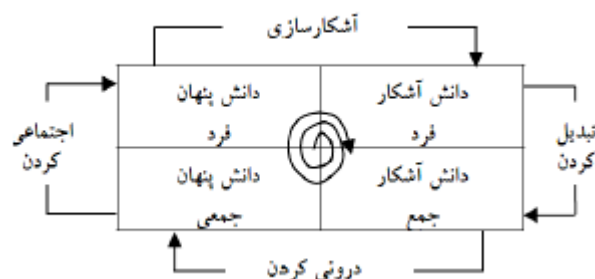 آشکارسازی
دانش پنهان
فرد
دانش آشکار
فرد
اجتماعی
کردن
تبدیل
کردن
دانش پنهان
جمعی
دانش آشکار
جمع
درونی کردن